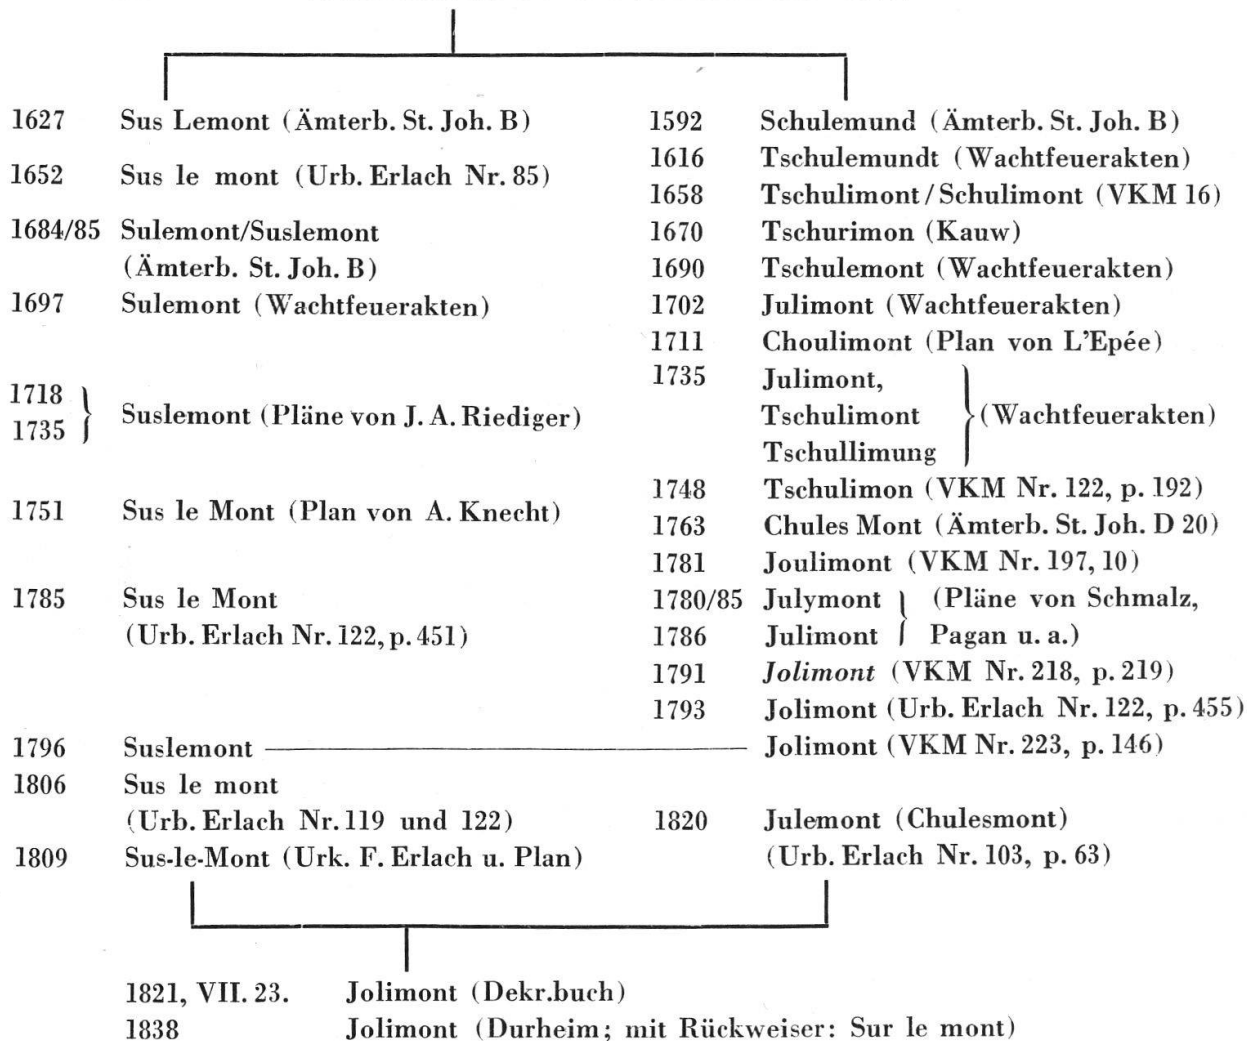 1627 Sus Lemont (Ämterb. St. Joh. B)
1652 Sus le mont (Urb. Erlach Nr. 85)
1684/85 Sulemont/Suslemont
(Ämterb. St. Joh. B)
1697 Sulemont (Wachtfeuerakten)
1718
1735
Suslemont (Pläne von J. A. Riediger)
1751 Sus le Mont (Plan von A. Knecht)
1785 Sus le Mont
(Urb. Erlach Nr. 122, p. 451)
1796 Suslemont
1806 Sus le mont
(Urb. Erlach Nr. 119 und 122)
1809 Sus-le-Mont (Urk. F. Erlach u. Plan)
1592 Schulemund (Ämterb. St. Joh. B)
1616 Tschulemundt (Wachtfeuerakten)
1658 Tschulimont/Schulimont (VKM 16)
1670 Tschurimon (Kauw)
1690 Tschulemont (Wachtfeuerakten)
1702 Julimont (Wachtfeuerakten)
1711 Choulimont (Plan von L'Epée)
1735 Julimont,
Tschulimont (Wachtfeuerakten)
Tschullimung
1748 Tschulimon (VKM Nr. 122, p. 192)
1763 Chules Mont (Ämterb. St. Joh. D 20)
1781 Joulimont (VKM Nr. 197, 10)
1780/85 Julymont (Pläne von Schmalz,
1786 Julimont Pagan u. a.)
1791 Jolimont (VKM Nr. 218, p. 219)
1793 Jolimont (Urb. Erlach Nr. 122, p. 455)
Jolimont (VKM Nr. 223, p. 146)
1820 Julemont (Chulesmont)
(Urb. Erlach Nr. 103, p. 63)
1821, VII. 23. Jolimont (Dekr.buch)
1838 Jolimont (Durheim; mit Rückweiser: Sur le mont)